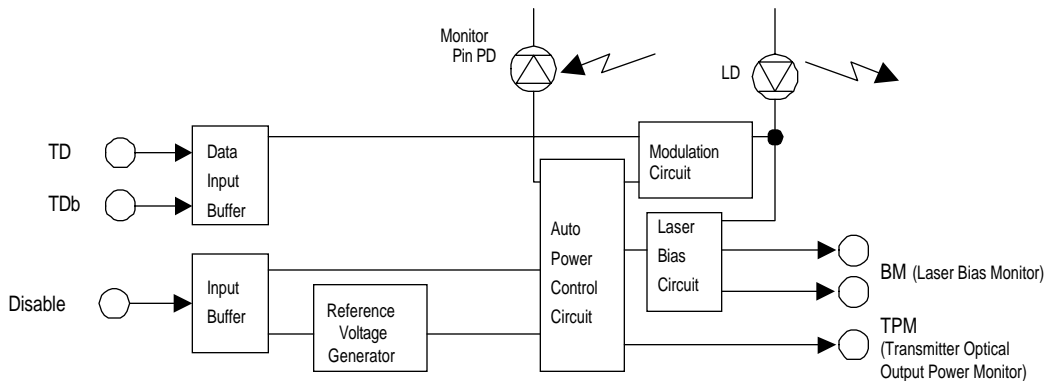 Monitor
Pin PD
LD
TD
TDb
Data
Input
Buffer
Modulation
Circuit
Auto
Power
Control
Circuit
Laser
Bias
Circuit
BM (Laser Bias Monitor)
Disable
Input
Buffer
Reference
Voltage
Generator
TPM
(Transmitter Optical
Output Power Monitor)